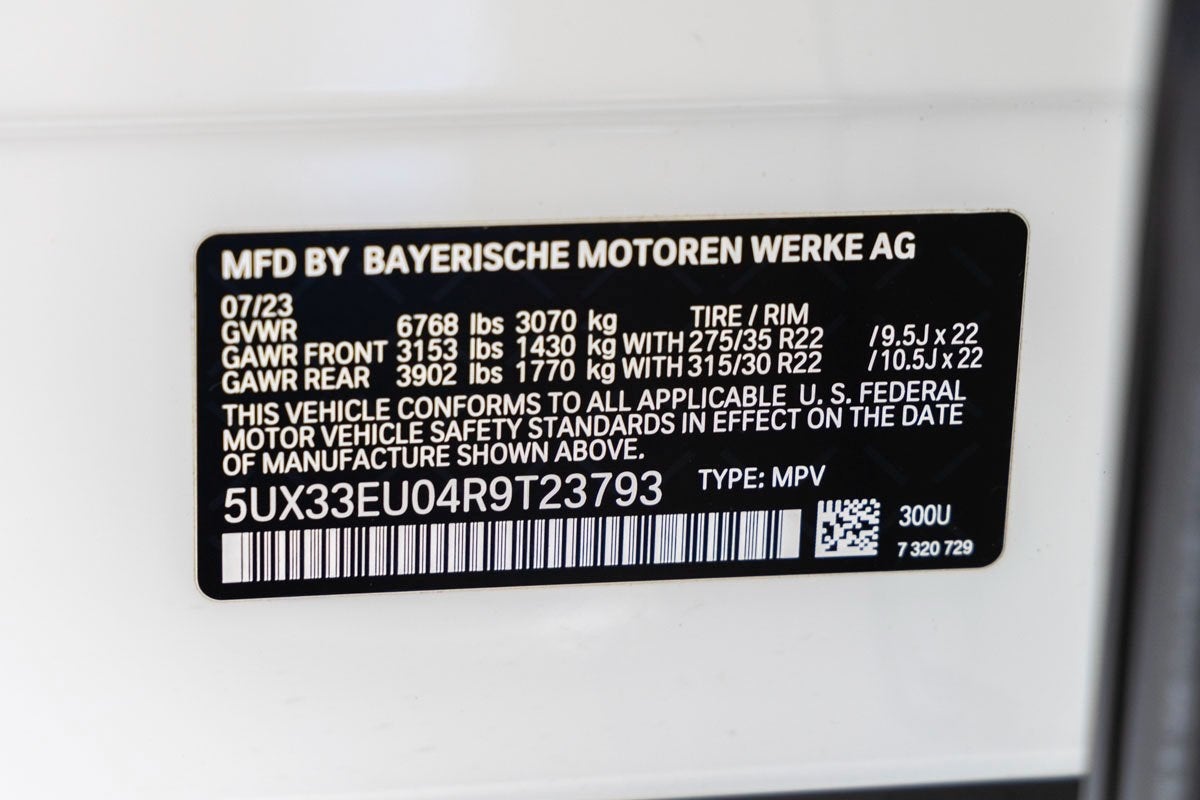 MFD BY BAYERISCHE MOTOREN WERKE AG
07/23 TIRE / RIM
GVWR 6768 lbs 3070 kg
GAWR FRONT 3153 lbs 1430 kg WITH 275/35 R22 /9.5J x 22
GAWR REAR 3902 lbs 1770 kg WITH 315/30 R22 /10.5J x 22
THIS VEHICLE CONFORMS TO ALL APPLICABLE U. S. FEDERAL
MOTOR VEHICLE SAFETY STANDARDS IN EFFECT ON THE DATE
OF MANUFACTURE SHOWN ABOVE.
5UX33EU04R9T23793 TYPE: MPV
300U
7 320 729